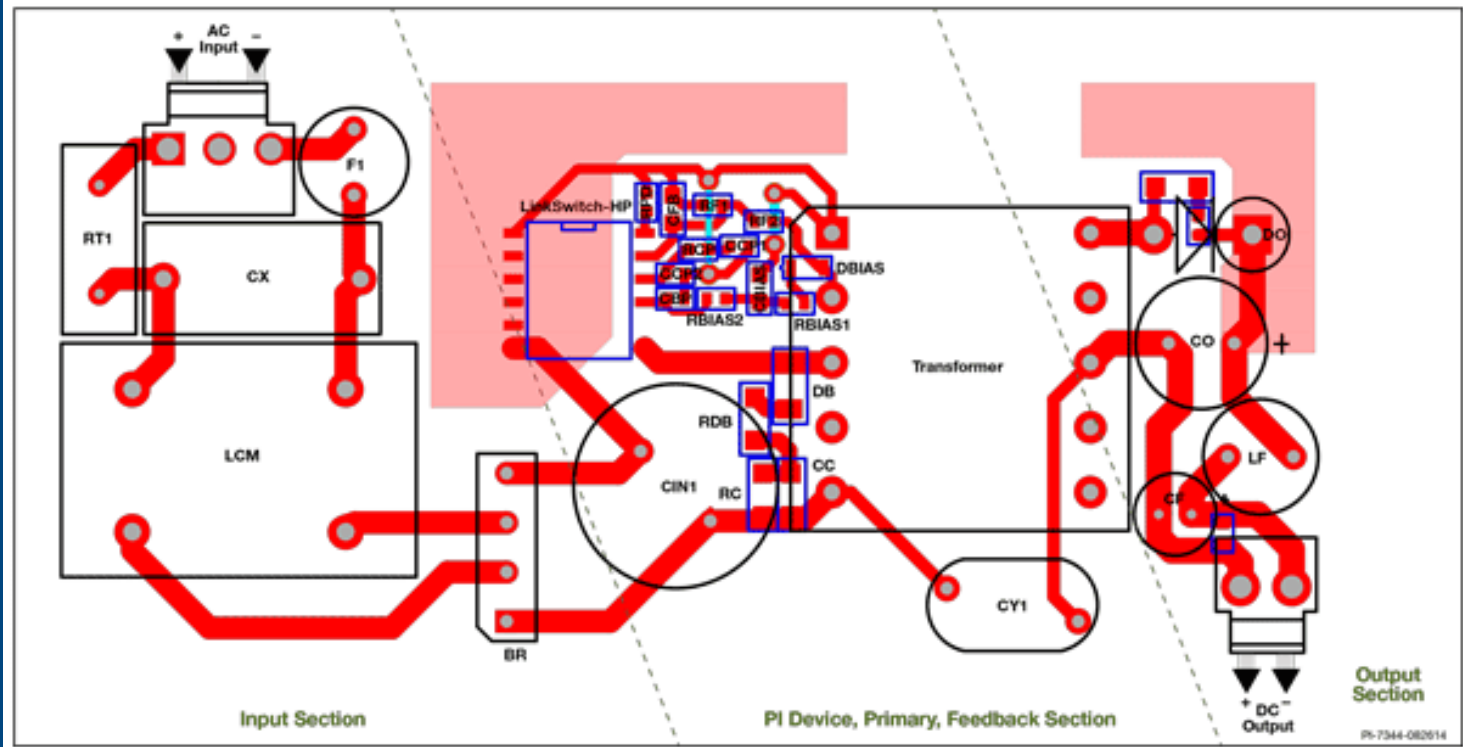 + AC Input −
F1
RT1
CX
LCM
BR
Input Section
LinkSwitch-HP
RPD
CFB
RF1
RF2
RCP
CCP1
CBP
CBIAS
DBIAS
RBIAS2
RBIAS1
DB
RDB
CC
RC
CIN1
Transformer
CY1
PI Device, Primary, Feedback Section
DO
CO
+
LF
CF
+ −
DC
Output
Output
Section
PI-7344-082614